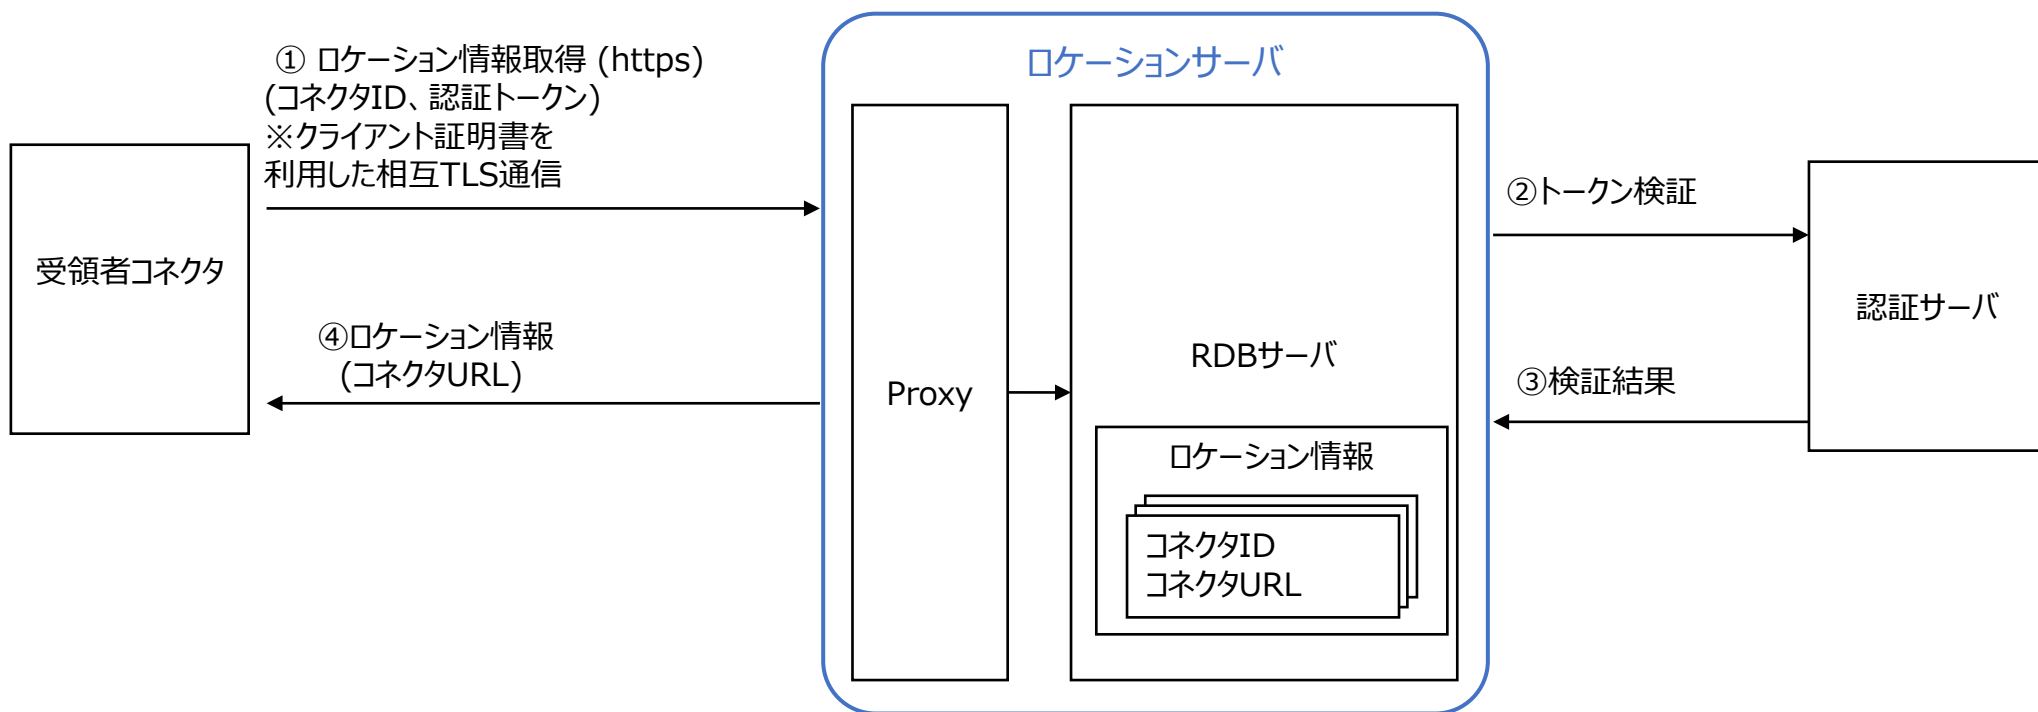 ① ロケーション情報取得 (https)
(コネクタID、認証トークン)
※クライアント証明書を
利用した相互TLS通信
受領者コネクタ
④ロケーション情報
(コネクタURL)
ロケーションサーバ
Proxy
RDBサーバ
ロケーション情報
コネクタID
コネクタURL
②トークン検証
③検証結果
認証サーバ